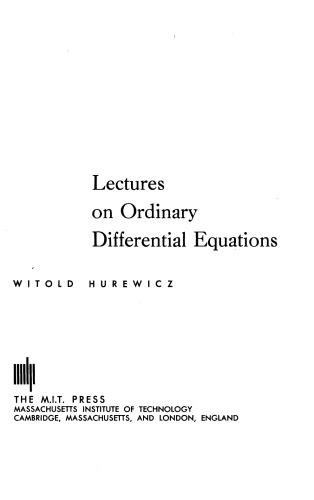 Lectures
on Ordinary
Differential Equations
WITOLD HUREWICZ
THE M.I.T. PRESS
MASSACHUSETTS INSTITUTE OF TECHNOLOGY
CAMBRIDGE, MASSACHUSETTS, AND LONDON, ENGLAND